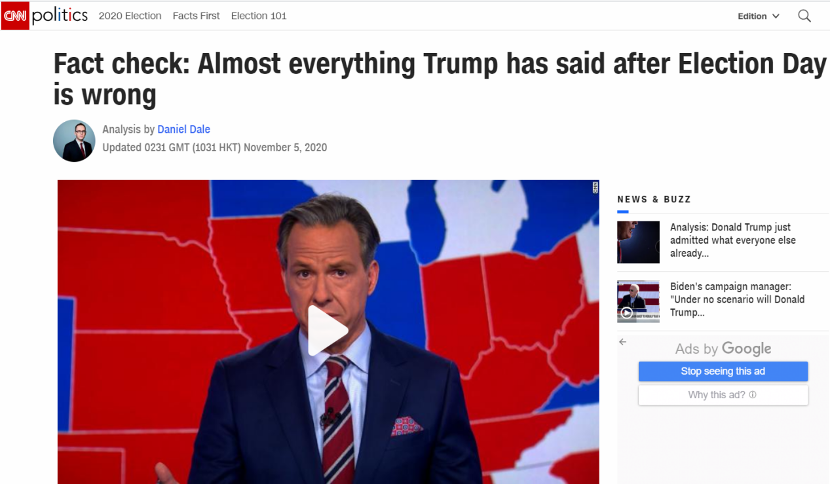 CNN politics 2020 Election Facts First Election 101 Edition
Fact check: Almost everything Trump has said after Election Day
is wrong
Analysis by Daniel Dale
Updated 0231 GMT (1031 HKT) November 5, 2020
CNN
NEWS & BUZZ
Analysis: Donald Trump just
admitted what everyone else
already...
Biden's campaign manager:
"Under no scenario will Donald
Trump...
Ads by Google
Stop seeing this ad
Why this ad?